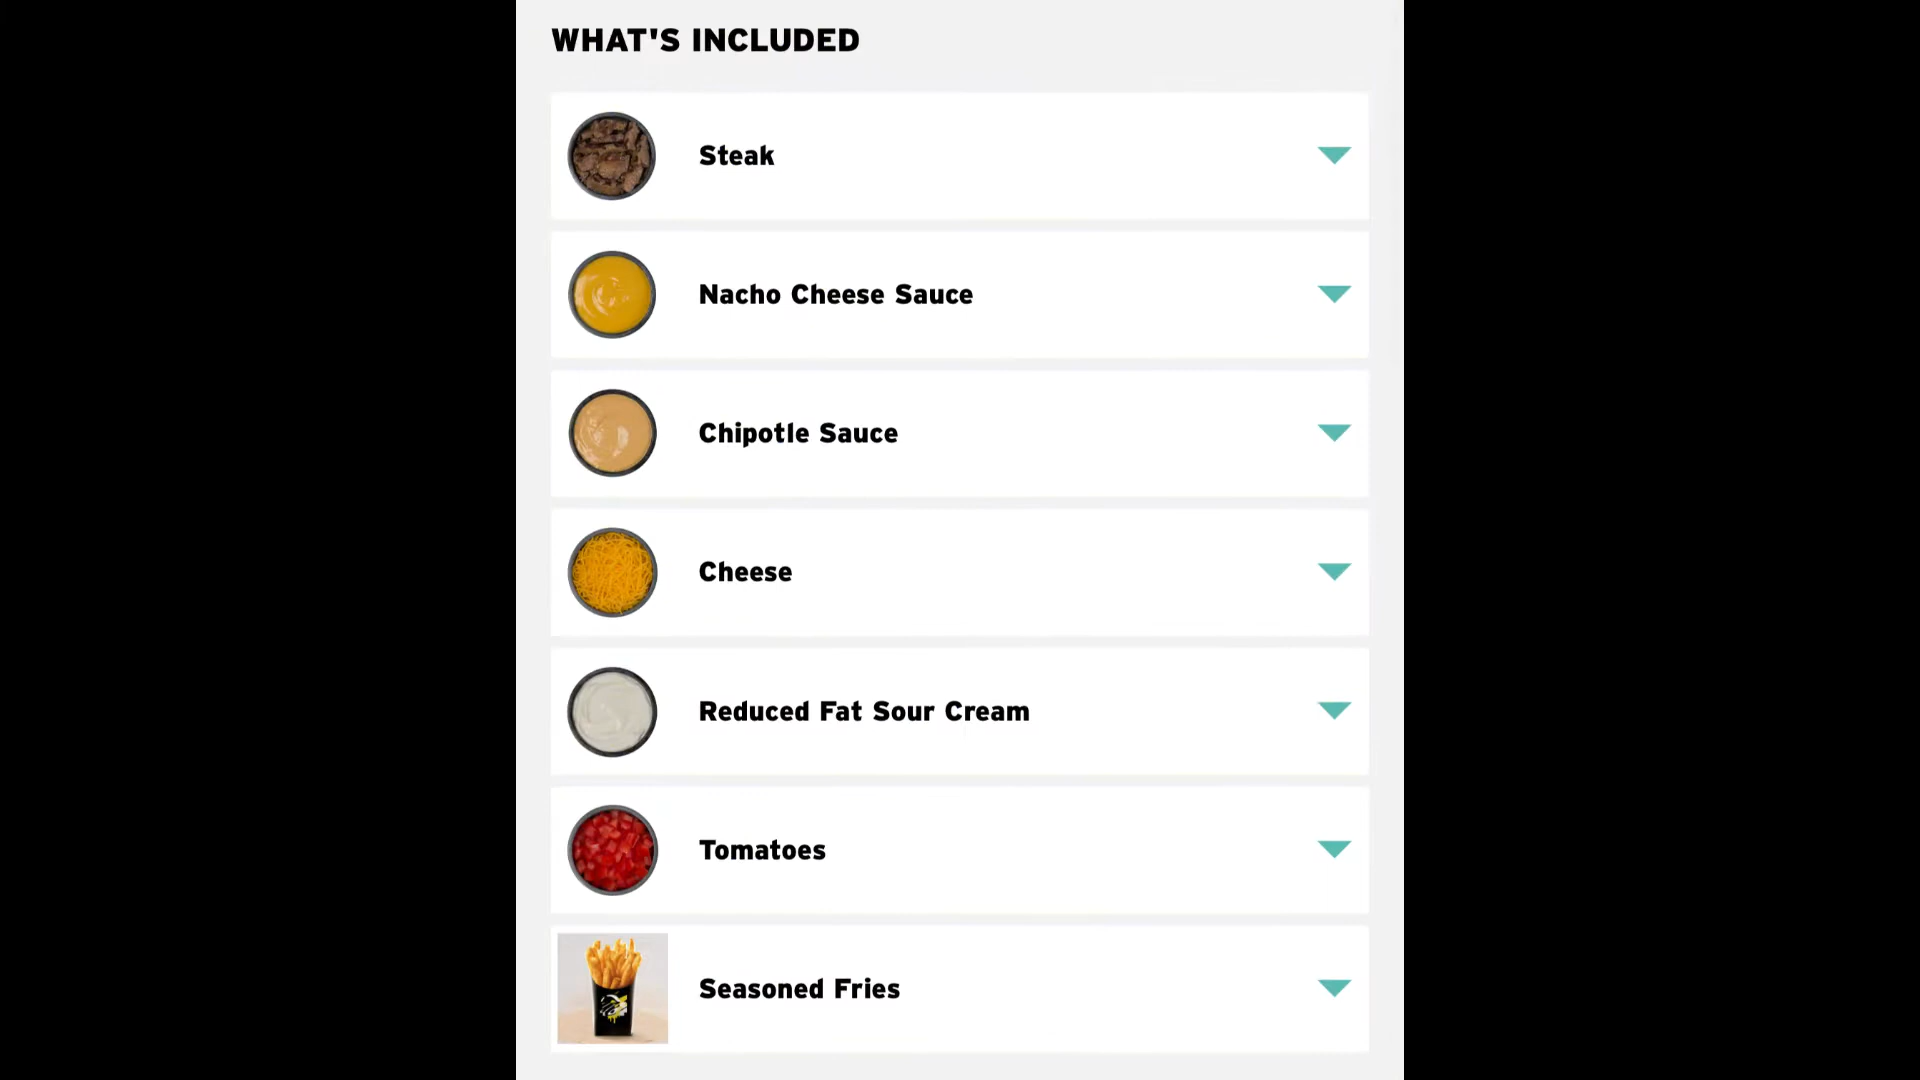 WHAT'S INCLUDED
Steak
Nacho Cheese Sauce
Chipotle Sauce
Cheese
Reduced Fat Sour Cream
Tomatoes
Seasoned Fries